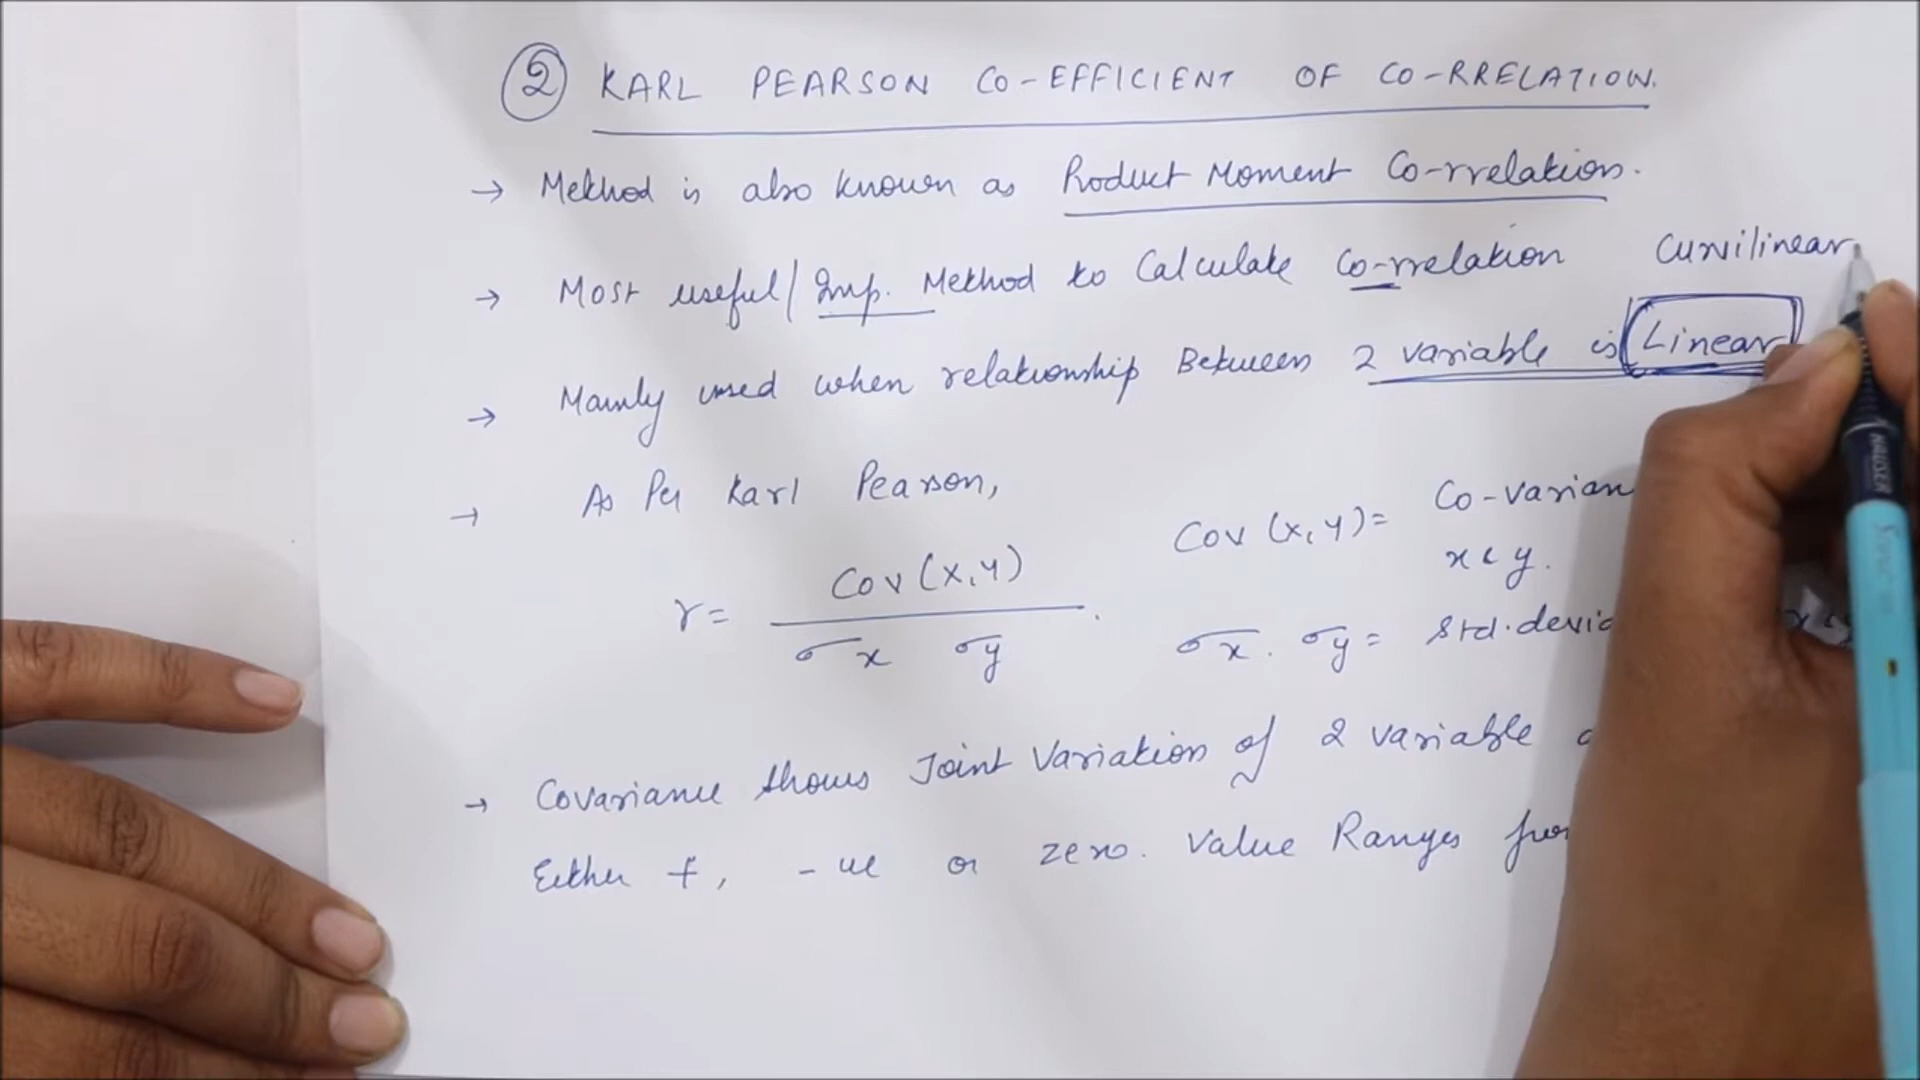 ② KARL PEARSON CO-EFFICIENT OF CO-RRELATION.
→ Method is also known as Product Moment Co-rrelation.
→ Most useful/Imp. Method to Calculate Co-rrelation Curvilinear
→ Mainly used when relationship Between 2 variable is Linear
→ As Per Karl Pearson,
r = Cov (x,y) / σx σy .
Cov (x,y) = Co-varian
x & y.
σx . σy = Std. devia
→ Covariance shows Joint Variation of 2 variable
Either +, -ve or zero. Value Ranges